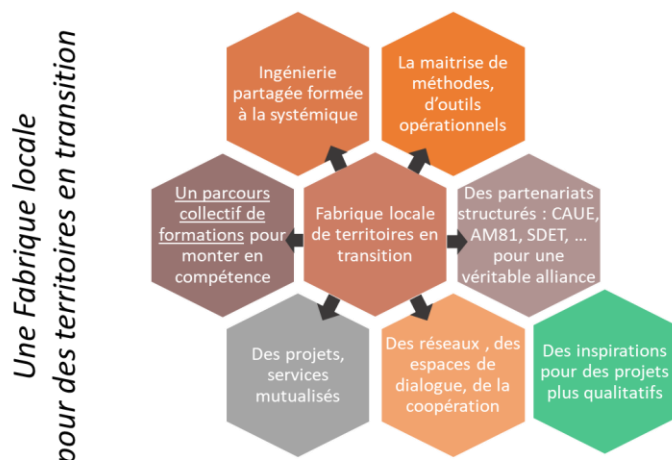 Une Fabrique locale
pour des territoires en transition
Ingénierie
partagée formée
à la systémique
La maitrise de
méthodes,
d'outils
opérationnels
Un parcours
collectif de
formations pour
monter en
compétence
Fabrique locale
de territoires en
transition
Des partenariats
structurés : CAUE,
AM81, SDET, ...
pour une
véritable alliance
Des projets,
services
mutualisés
Des réseaux , des
espaces de
dialogue, de la
coopération
Des inspirations
pour des projets
plus qualitatifs